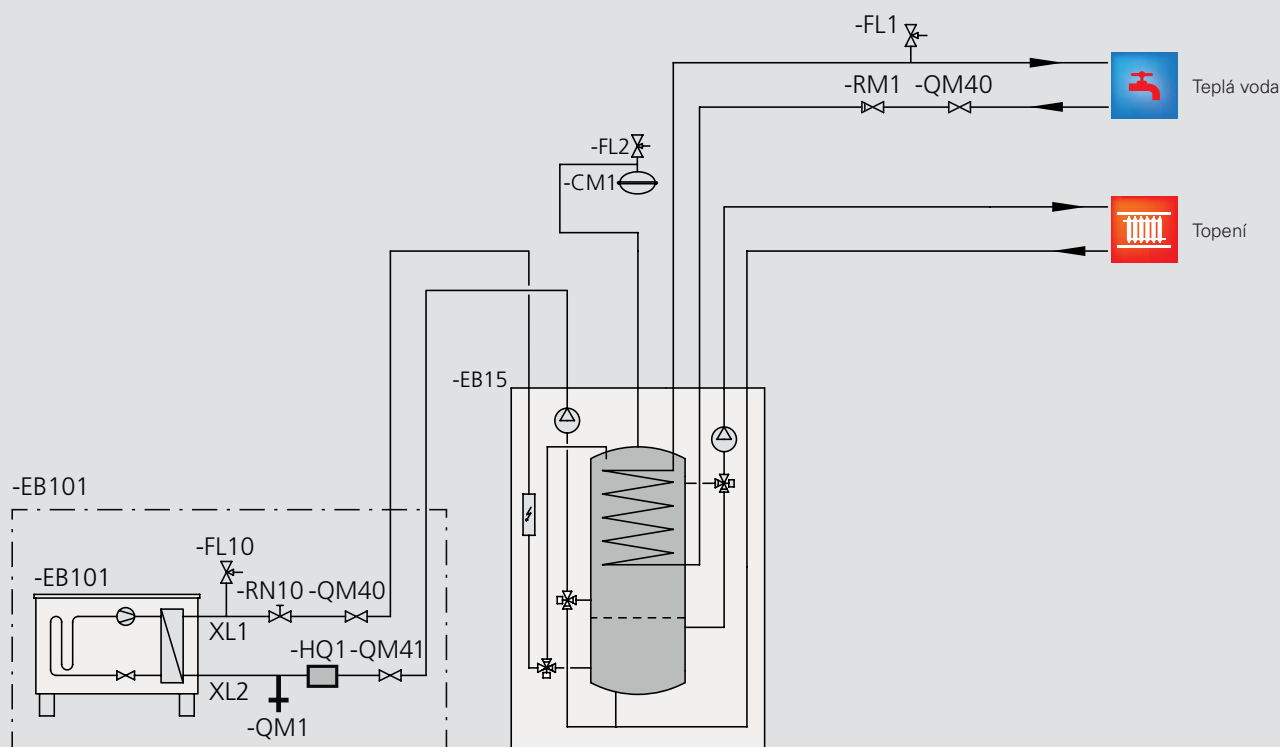 -FL1
-RM1 -QM40
Teplá voda
-FL2
-CM1
Topení
-EB15
-EB101
-FL10
-EB101
-RN10 -QM40
XL1
-HQ1 -QM41
XL2
-QM1